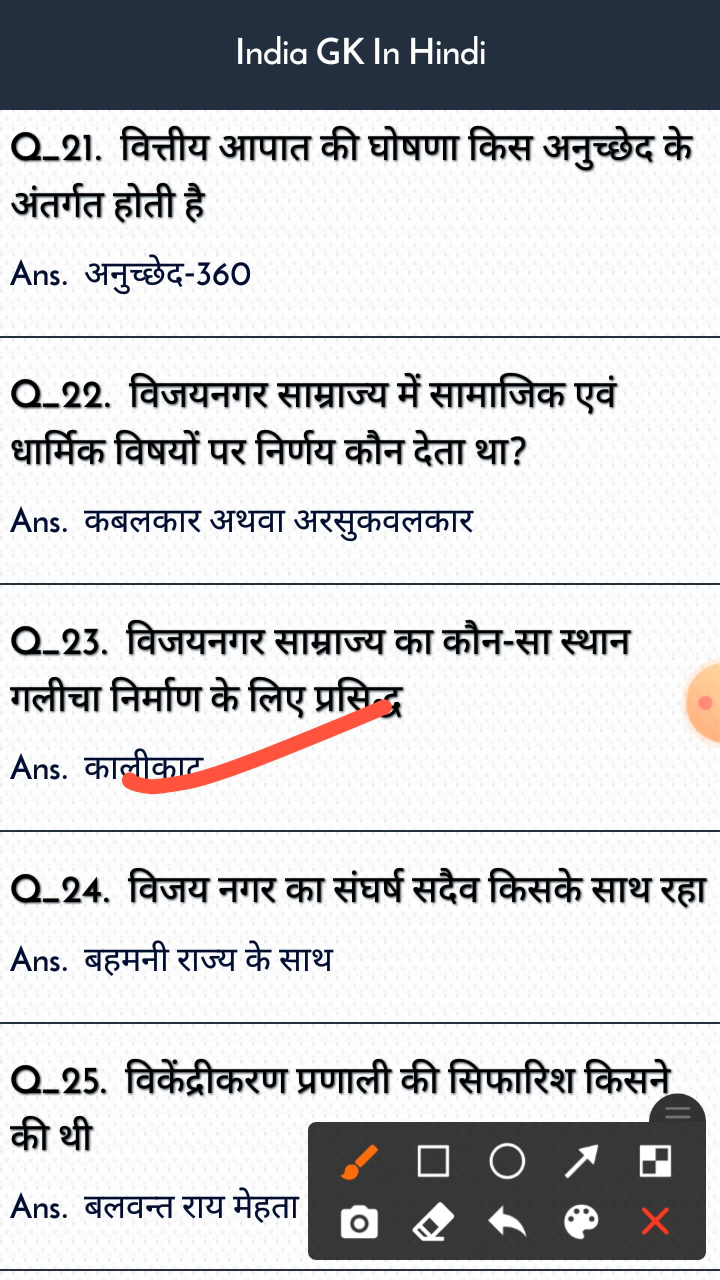 India GK In Hindi
Q_21. वित्तीय आपात की घोषणा किस अनुच्छेद के
अंतर्गत होती है
Ans. अनुच्छेद-360
Q_22. विजयनगर साम्राज्य में सामाजिक एवं
धार्मिक विषयों पर निर्णय कौन देता था?
Ans. कबलकार अथवा अरसुकवलकार
Q_23. विजयनगर साम्राज्य का कौन-सा स्थान
गलीचा निर्माण के लिए प्रसिद्ध
Ans. कालीकाट
Q_24. विजय नगर का संघर्ष सदैव किसके साथ रहा
Ans. बहमनी राज्य के साथ
Q_25. विकेंद्रीकरण प्रणाली की सिफारिश किसने
की थी
Ans. बलवन्त राय मेहता